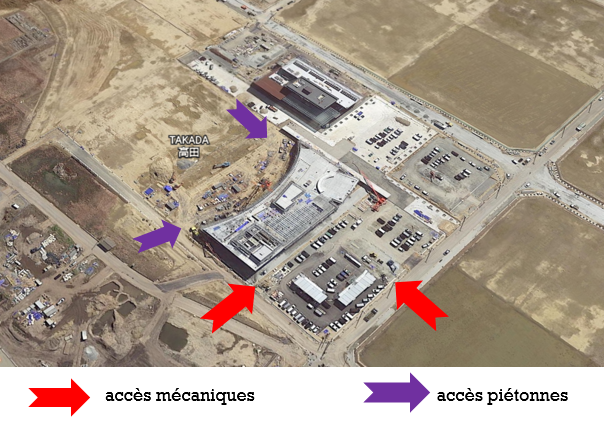 TAKADA
高田
accès mécaniques
accès piétonnes